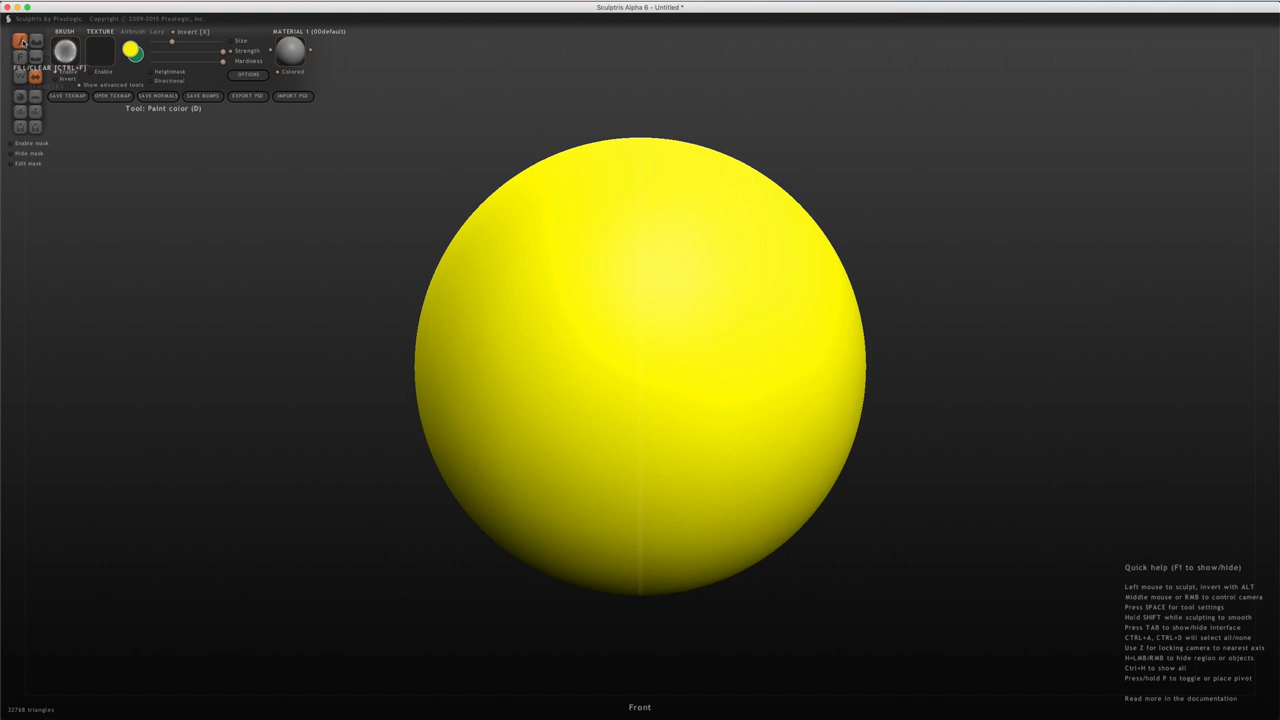 Sculptris Alpha 6 - Untitled *
Sculptris by Pixologic, Copyright © 2009-2015 Pixologic, Inc.
BRUSH
TEXTURE
Airbrush
Lazy
Invert [X]
MATERIAL 1 (00default)
Size
Strength
Hardness
FILL/CLEAR [CTRL+F]
Enable
Invert
Enable
Heightmask
Directional
OPTIONS
Colored
Show advanced tools
SAVE TEXMAP
OPEN TEXMAP
SAVE NORMALS
SAVE BUMPS
EXPORT PSD
IMPORT PSD
Tool: Paint color (D)
Enable mask
Hide mask
Edit mask
Quick help (F1 to show/hide)
Left mouse to sculpt, invert with ALT
Middle mouse or RMB to control camera
Press SPACE for tool settings
Hold SHIFT while sculpting to smooth
Press TAB to show/hide interface
CTRL+A, CTRL+D will select all/none
Use Z for locking camera to nearest axis
H+LMB/RMB to hide region or objects
Ctrl+H to show all
Press/hold P to toggle or place pivot
Read more in the documentation
32768 triangles
Front